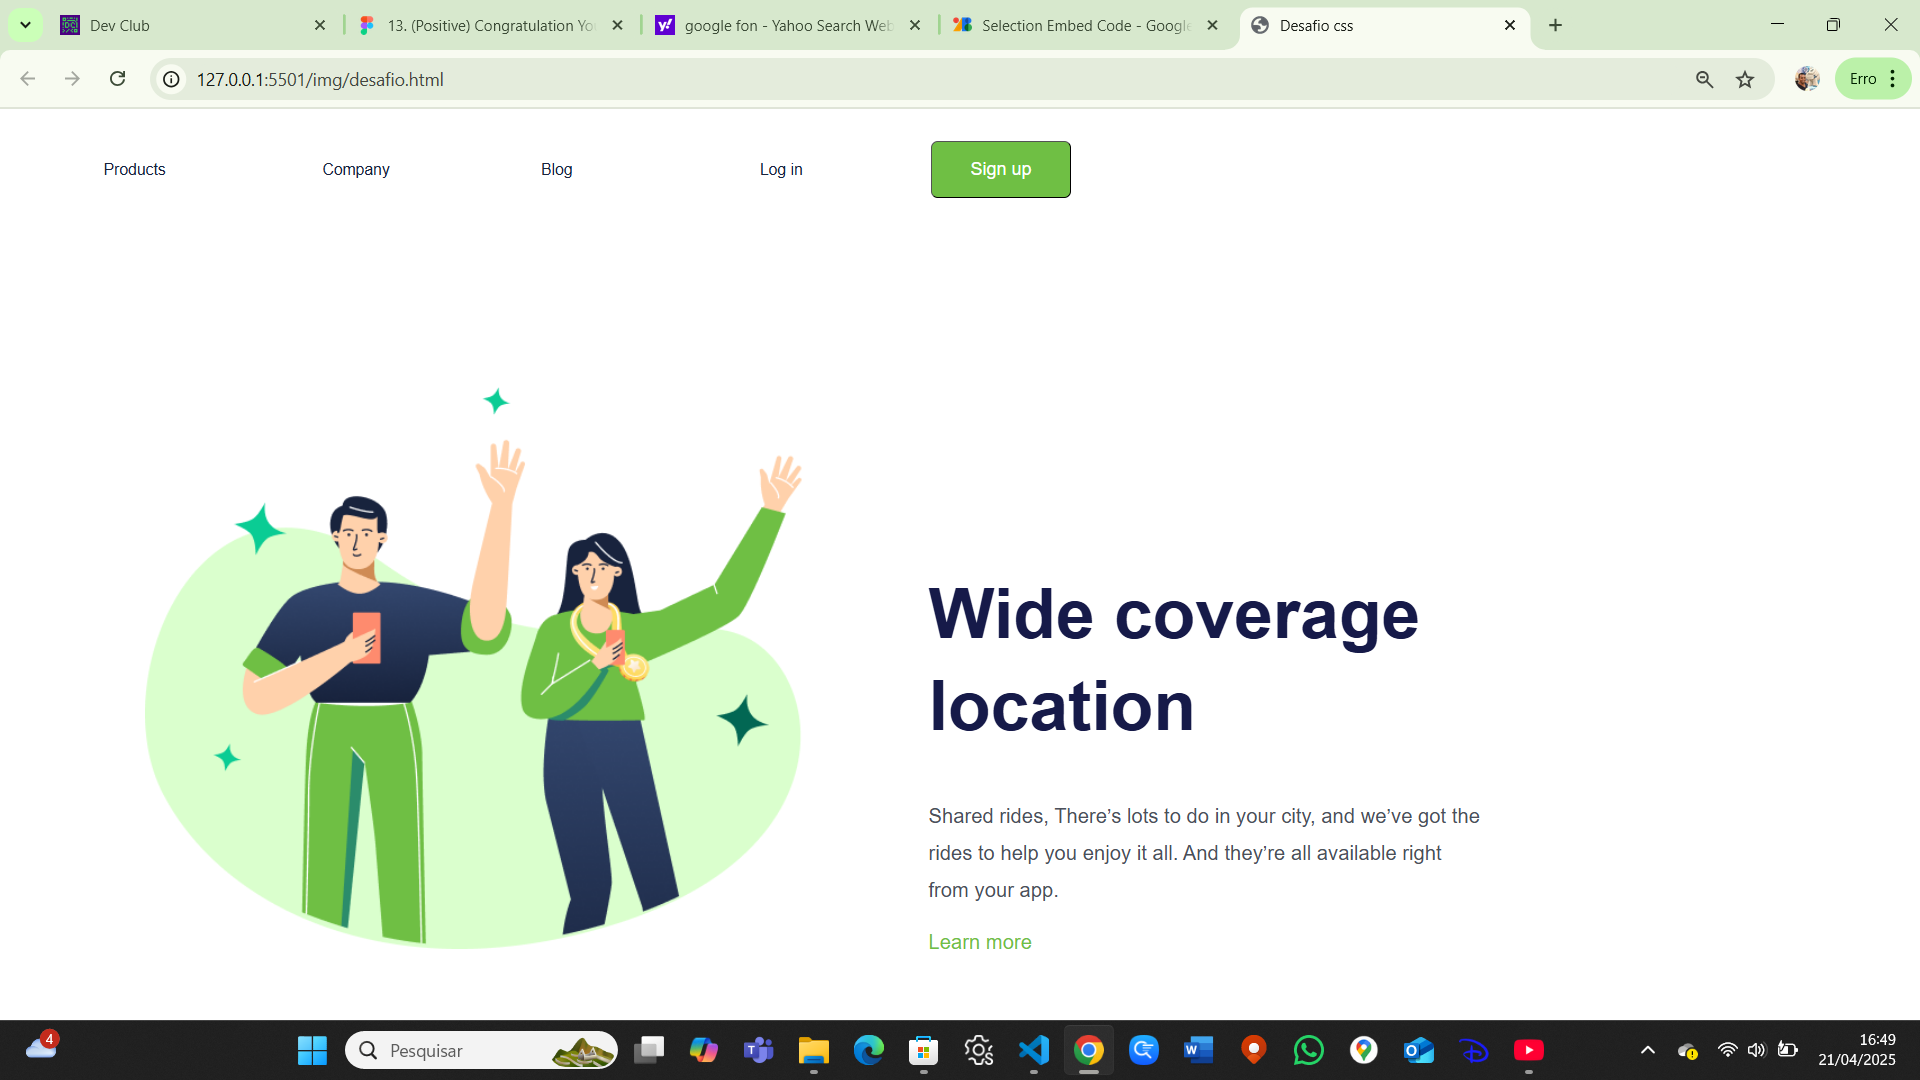 Dev Club
13. (Positive) Congratulation Yo
google fon - Yahoo Search Web
Selection Embed Code - Google
Desafio css
127.0.0.1:5501/img/desafio.html
Erro
Products
Company
Blog
Log in
Sign up
Wide coverage
location
Shared rides, There’s lots to do in your city, and we’ve got the
rides to help you enjoy it all. And they’re all available right
from your app.
Learn more
4
Pesquisar
16:49
21/04/2025